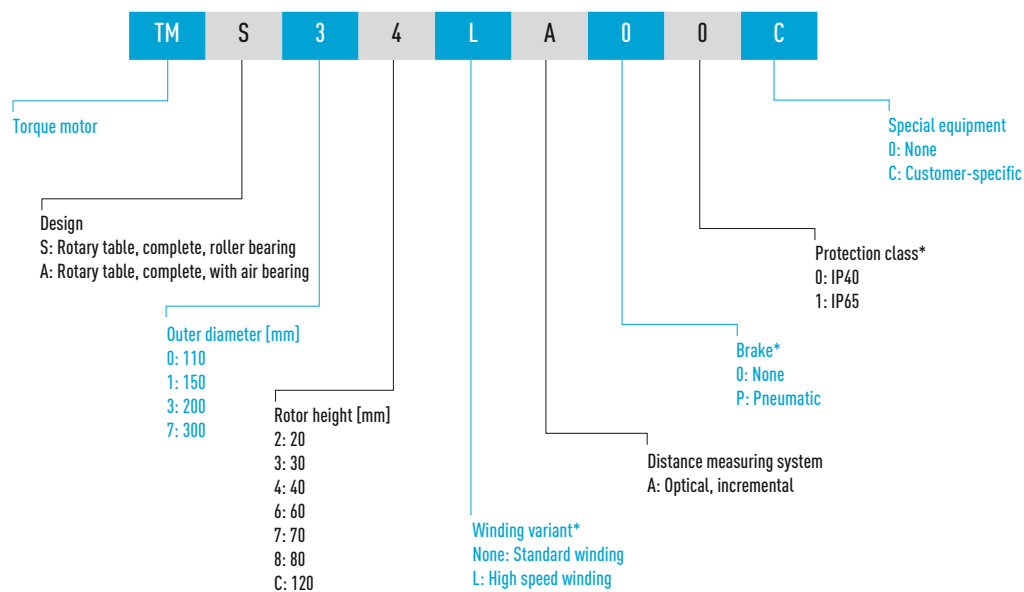 TM S 3 4 L A 0 0 C
Torque motor
Special equipment
0: None
C: Customer-specific
Design
S: Rotary table, complete, roller bearing
A: Rotary table, complete, with air bearing
Protection class*
0: IP40
1: IP65
Outer diameter [mm]
0: 110
1: 150
3: 200
7: 300
Brake*
0: None
P: Pneumatic
Rotor height [mm]
2: 20
3: 30
4: 40
6: 60
7: 70
8: 80
C: 120
Distance measuring system
A: Optical, incremental
Winding variant*
None: Standard winding
L: High speed winding